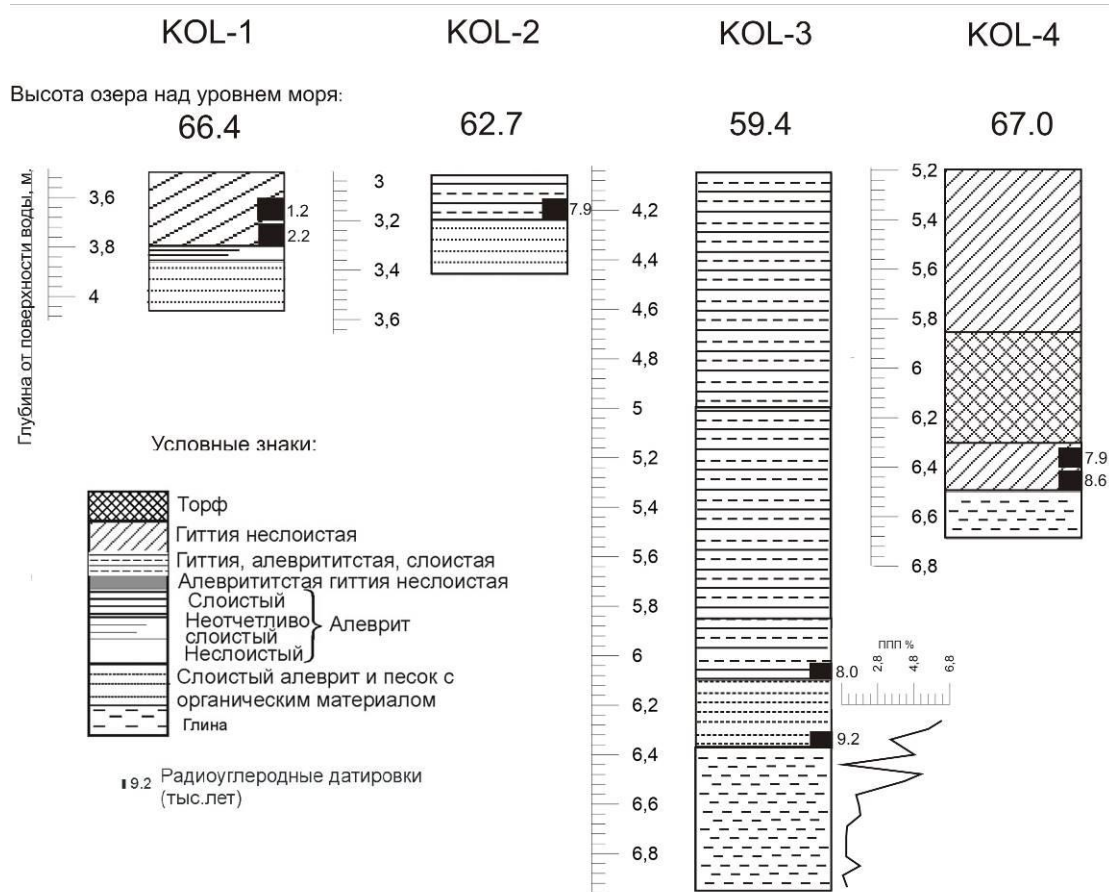 KOL-1
KOL-2
KOL-3
KOL-4
Высота озера над уровнем моря:
66.4
62.7
59.4
67.0
Глубина от поверхности воды, м.
3,6
3,8
4
1.2
2.2
3
3,2
3,4
3,6
7.9
4,2
4,4
4,6
4,8
5
5,2
5,4
5,6
5,8
6
6,2
6,4
6,6
6,8
8.0
9.2
5,2
5,4
5,6
5,8
6
6,2
6,4
6,6
6,8
7.9
8.6
ППП %
2.8
4.8
6.8
Условные знаки:
Торф
Гиттия неслоистая
Гиттия, алеврититстая, слоистая
Алеврититстая гиттия неслоистая
Слоистый
Неотчетливо
слоистый
Неслоистый
Алеврит
Слоистый алеврит и песок с
органическим материалом
Глина
9.2 Радиоуглеродные датировки
(тыс.лет)